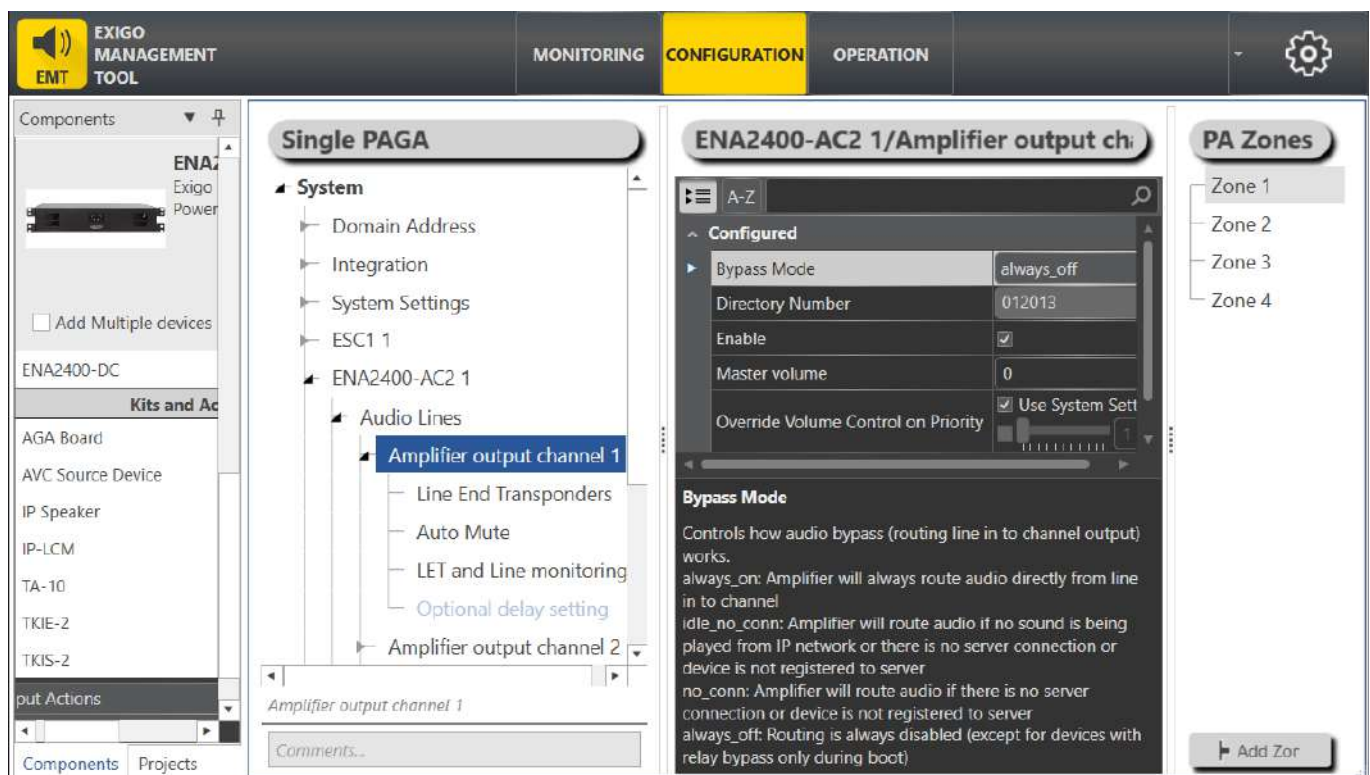 EXIGO
MANAGEMENT
TOOL
EMT
MONITORING
CONFIGURATION
OPERATION
Components
Exigo
Power
Add Multiple devices
ENA2400-DC
Kits and Ac
AGA Board
AVC Source Device
IP Speaker
IP-LCM
TA-10
TKIE-2
TKIS-2
put Actions
Components
Projects
Single PAGA
System
Domain Address
Integration
System Settings
ESC1 1
ENA2400-AC2 1
Audio Lines
Amplifier output channel 1
Line End Transponders
Auto Mute
LET and Line monitoring
Optional delay setting
Amplifier output channel 2
Amplifier output channel 1
Comments...
ENA2400-AC2 1/Amplifier output cha
A-Z
Configured
Bypass Mode always_off
Directory Number 012013
Enable
Master volume 0
Override Volume Control on Priority
Use System Sett
1
Bypass Mode
Controls how audio bypass (routing line in to channel output)
works.
always_on: Amplifier will always route audio directly from line
in to channel
idle_no_conn: Amplifier will route audio if no sound is being
played from IP network or there is no server connection or
device is not registered to server
no_conn: Amplifier will route audio if there is no server
connection or device is not registered to server
always_off: Routing is always disabled (except for devices with
relay bypass only during boot)
PA Zones
Zone 1
Zone 2
Zone 3
Zone 4
Add Zor